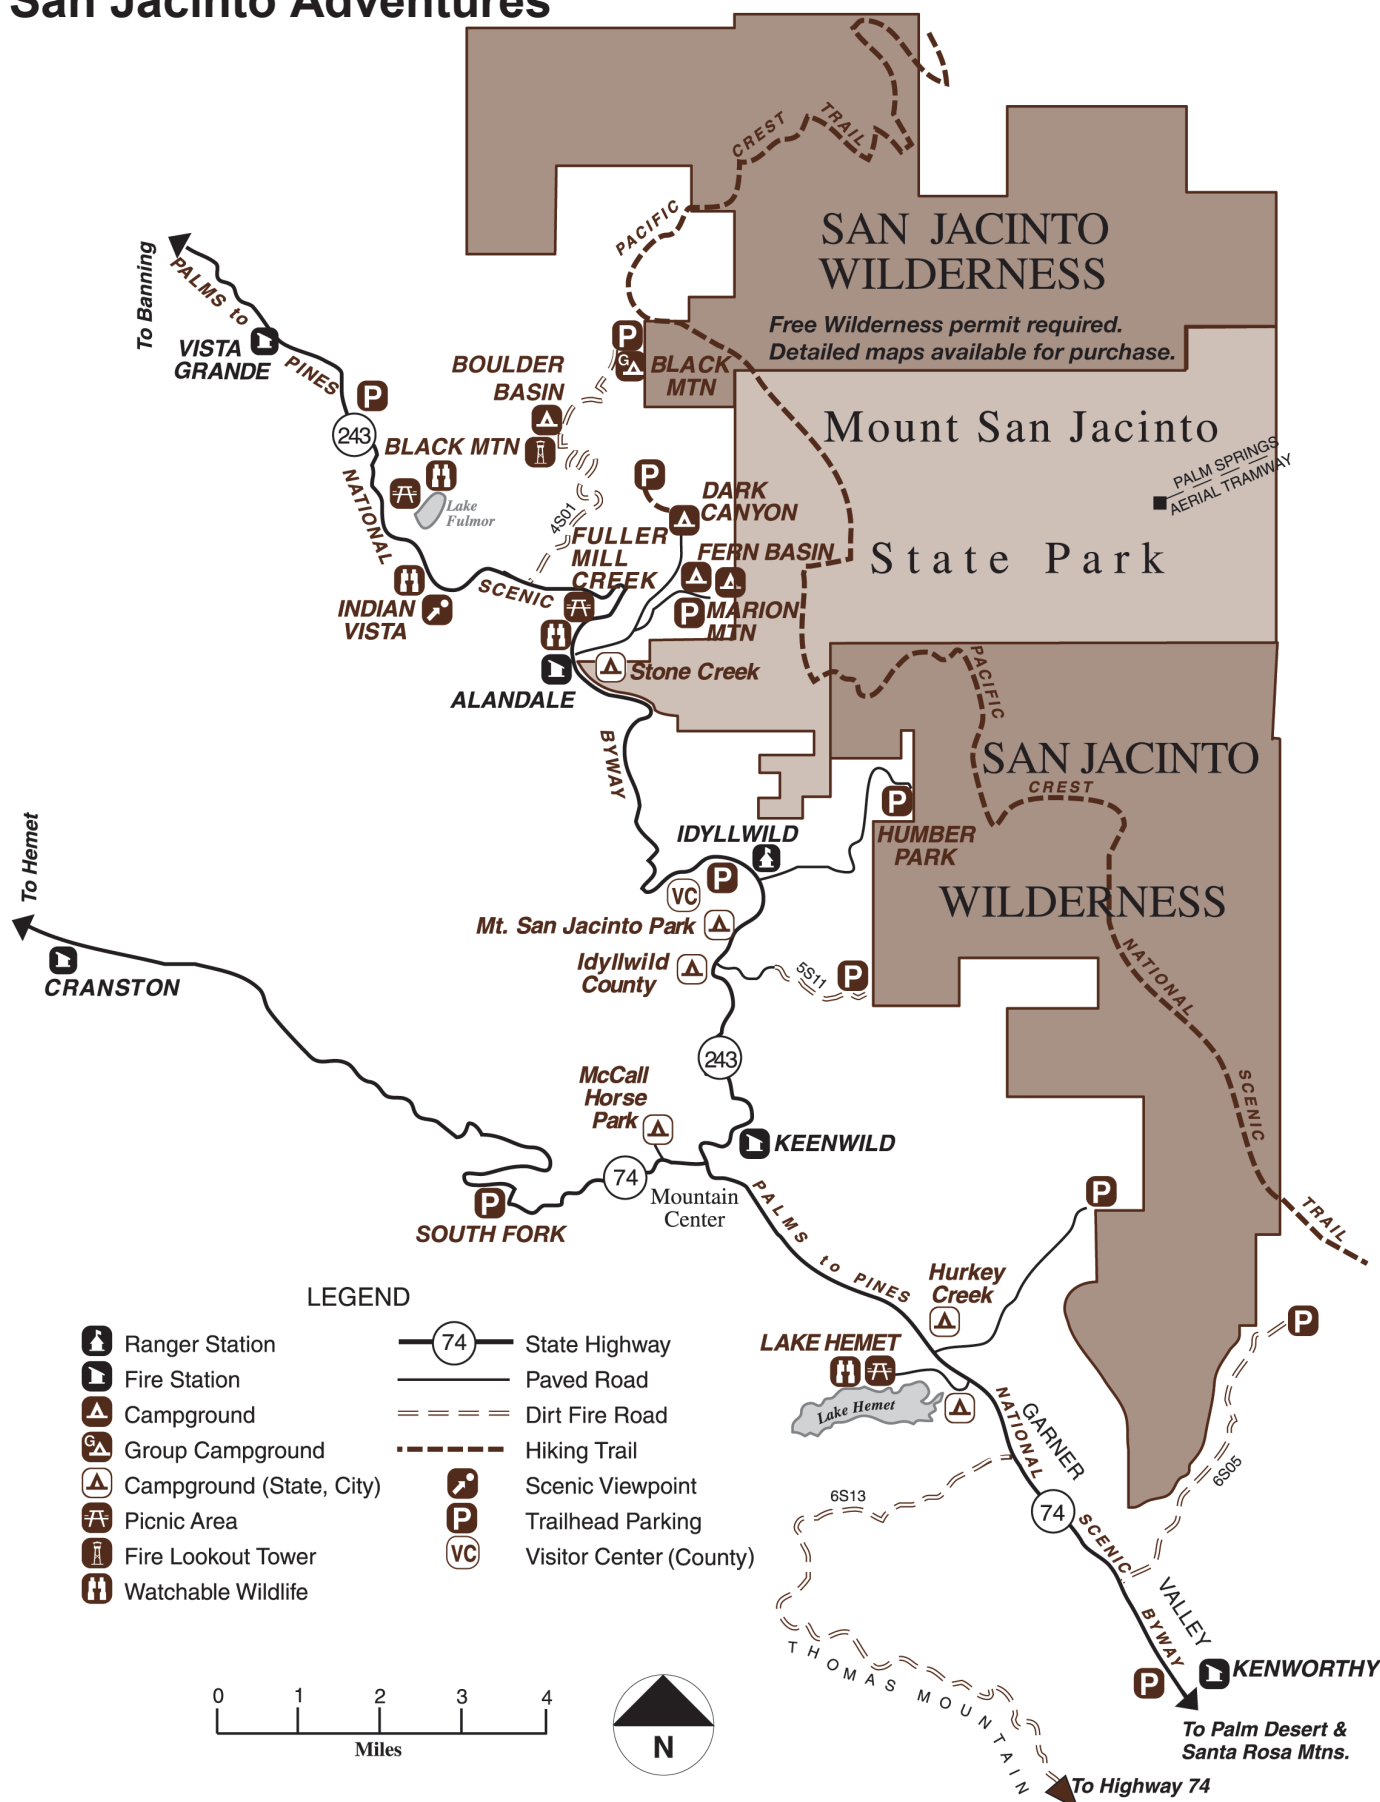 San Jacinto Adventures
CREST
TRAIL
PACIFIC
SAN JACINTO
WILDERNESS
Free Wilderness permit required.
Detailed maps available for purchase.
To Banning
PALMS to
PINES
VISTA
GRANDE
P
243
BOULDER
BASIN
P
G
BLACK
MTN
BLACK MTN
Mount San Jacinto
State Park
PALM SPRINGS
AERIAL TRAMWAY
NATIONAL
Lake
Fulmor
4S01
P
DARK
CANYON
FULLER
MILL
CREEK
FERN BASIN
SCENIC
INDIAN
VISTA
P
MARION
MTN
Stone Creek
ALANDALE
BYWAY
PACIFIC
SAN JACINTO
CREST
WILDERNESS
To Hemet
IDYLLWILD
P
HUMBER
PARK
P
VC
Mt. San Jacinto Park
Idyllwild
County
5S11
P
CRANSTON
NATIONAL
243
McCall
Horse
Park
KEENWILD
SCENIC
74
Mountain
Center
P
SOUTH FORK
PALMS
to PINES
P
TRAIL
Hurkey
Creek
LAKE HEMET
Lake Hemet
P
NATIONAL
GARNER
6S13
6S05
74
SCENIC
VALLEY
BYWAY
P
KENWORTHY
To Palm Desert &
Santa Rosa Mtns.
THOMAS MOUNTAIN
To Highway 74
LEGEND
Ranger Station
Fire Station
Campground
G
Group Campground
Campground (State, City)
Picnic Area
Fire Lookout Tower
Watchable Wildlife
74
State Highway
Paved Road
Dirt Fire Road
Hiking Trail
Scenic Viewpoint
P
Trailhead Parking
VC
Visitor Center (County)
0 1 2 3 4
Miles
N